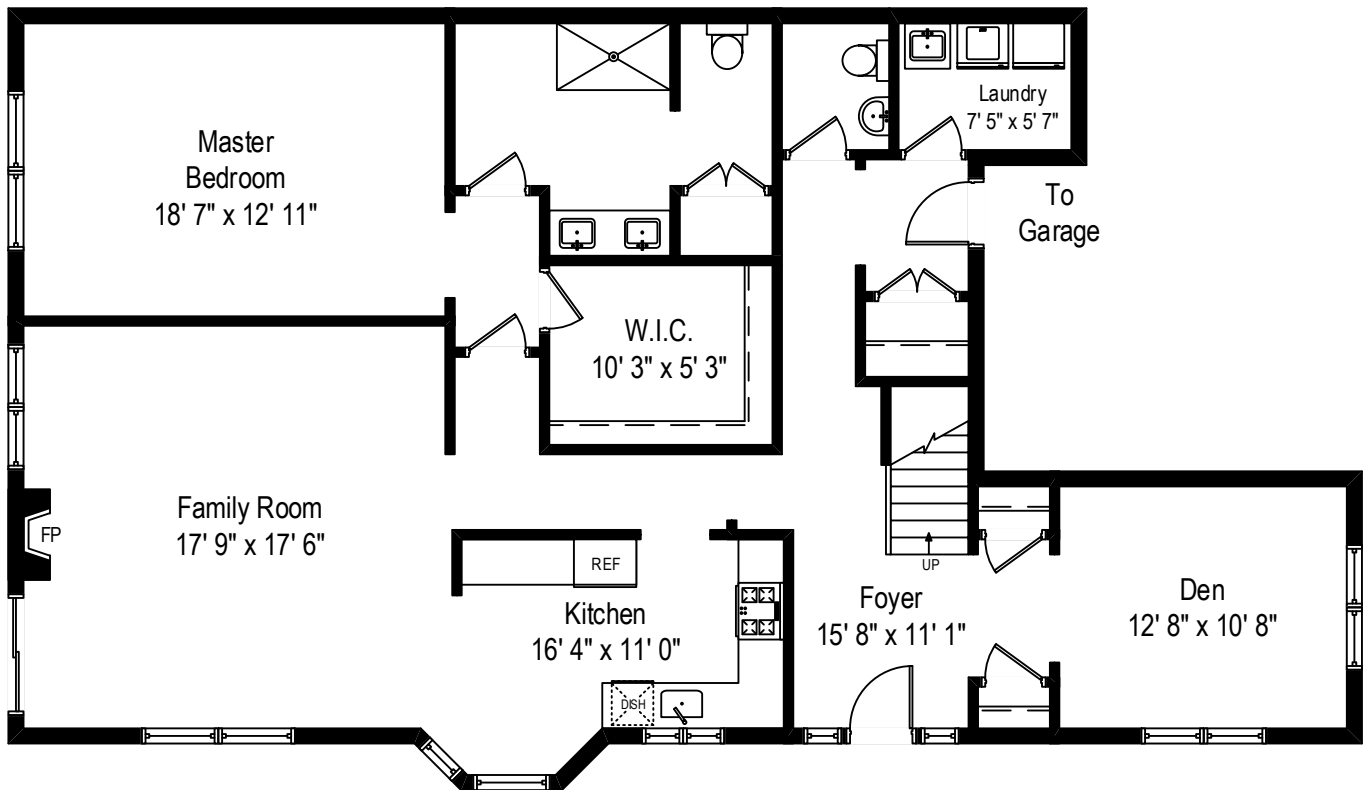 Laundry
7' 5" x 5' 7"
Master
Bedroom
18' 7" x 12' 11"
To
Garage
W.I.C.
10' 3" x 5' 3"
Family Room
17' 9" x 17' 6"
FP
REF
UP
Kitchen
16' 4" x 11' 0"
Foyer
15' 8" x 11' 1"
Den
12' 8" x 10' 8"
DISH